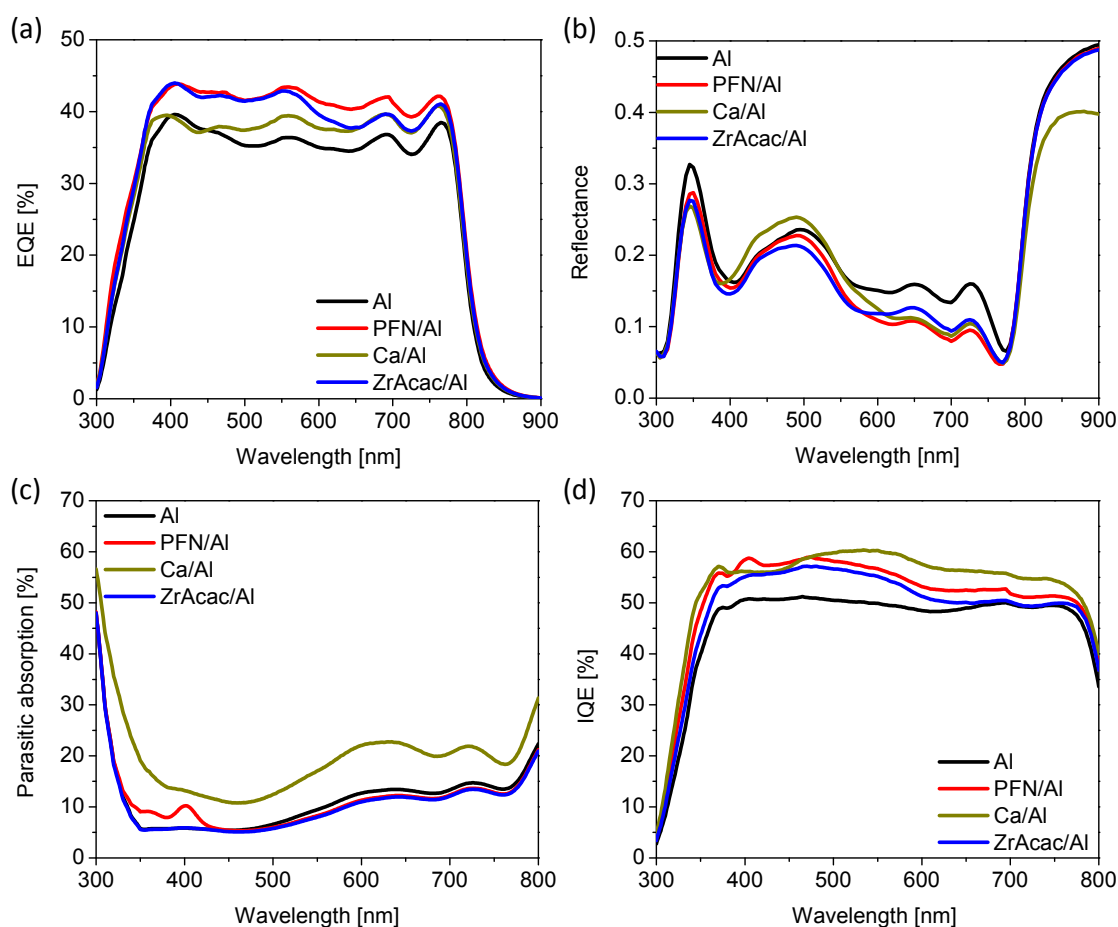 (a)
50
40
30
20
10
0
EQE [%]
Al
PFN/Al
Ca/Al
ZrAcac/Al
300 400 500 600 700 800 900
Wavelength [nm]
(b)
0.5
0.4
0.3
0.2
0.1
0.0
Reflectance
Al
PFN/Al
Ca/Al
ZrAcac/Al
300 400 500 600 700 800 900
Wavelength [nm]
(c)
70
60
50
40
30
20
10
0
Parasitic absorption [%]
Al
PFN/Al
Ca/Al
ZrAcac/Al
300 400 500 600 700 800
Wavelength [nm]
(d)
70
60
50
40
30
20
10
0
IQE [%]
Al
PFN/Al
Ca/Al
ZrAcac/Al
300 400 500 600 700 800
Wavelength [nm]